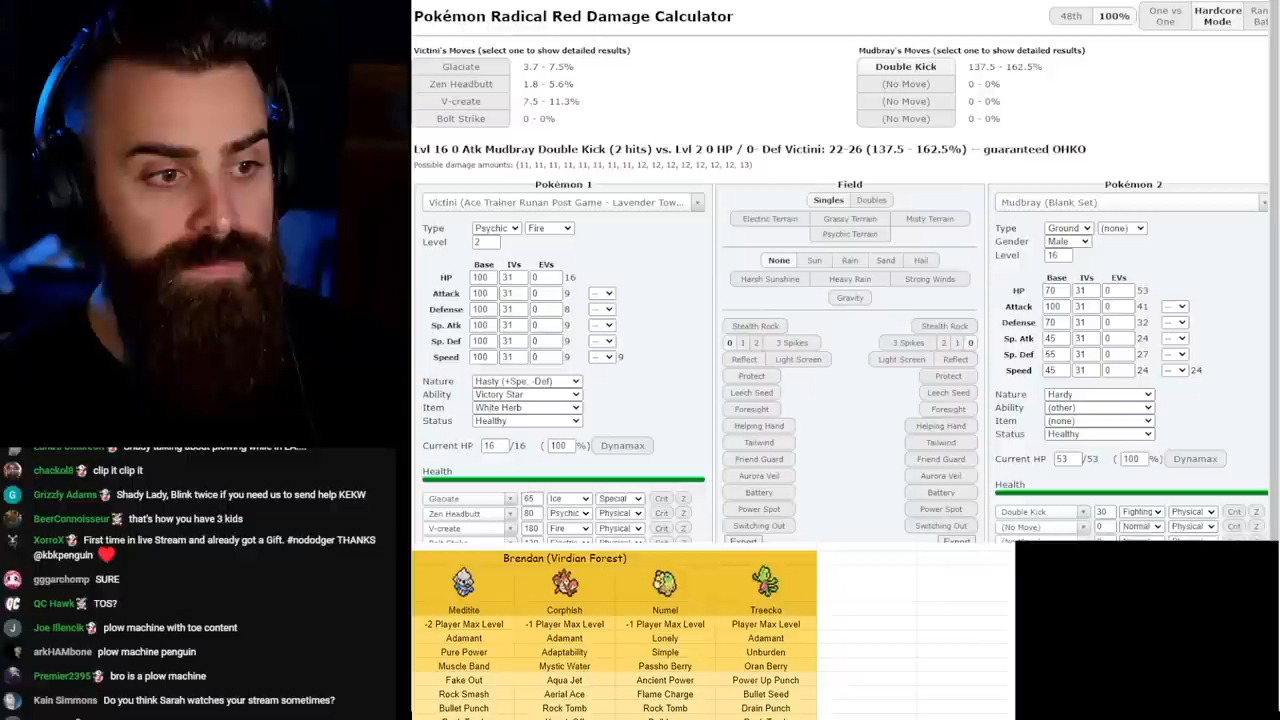 Pokémon Radical Red Damage Calculator
48th 100% One vs One Hardcore Mode
Victini's Moves (select one to show detailed results)
Glaciate 3.7 - 7.5%
Zen Headbutt 1.8 - 5.6%
V-create 7.5 - 11.3%
Bolt Strike 0 - 0%
Mudbray's Moves (select one to show detailed results)
Double Kick 137.5 - 162.5%
(No Move) 0 - 0%
(No Move) 0 - 0%
(No Move) 0 - 0%
Lvl 16 0 Atk Mudbray Double Kick (2 hits) vs. Lvl 2 0 HP / 0- Def Victini: 22-26 (137.5 - 162.5%) -- guaranteed OHKO
Possible damage amounts: (11, 11, 11, 11, 11, 11, 11, 11, 12, 12, 12, 12, 12, 12, 12, 13)
Pokémon 1
Victini (Ace Trainer Runan Post Game - Lavender Tow...
Type Psychic Fire
Level 2
Base IVs EVs
HP 100 31 0 16
Attack 100 31 0 9 --
Defense 100 31 0 8 --
Sp. Atk 100 31 0 9 --
Sp. Def 100 31 0 9 --
Speed 100 31 0 9 -- 9
Nature Hasty (+Spe, -Def)
Ability Victory Star
Item White Herb
Status Healthy
Current HP 16 /16 ( 100 %) Dynamax
Health
Glaciate 65 Ice Special Crit Z
Zen Headbutt 80 Psychic Physical Crit Z
V-create 180 Fire Physical Crit Z
Field
Singles Doubles
Electric Terrain Grassy Terrain Misty Terrain
Psychic Terrain
None Sun Rain Sand Hail
Harsh Sunshine Heavy Rain Strong Winds
Gravity
Stealth Rock Stealth Rock
0 1 2 3 Spikes 3 Spikes 2 1 0
Reflect Light Screen Light Screen Reflect
Protect Protect
Leech Seed Leech Seed
Foresight Foresight
Helping Hand Helping Hand
Tailwind Tailwind
Friend Guard Friend Guard
Aurora Veil Aurora Veil
Battery Battery
Power Spot Power Spot
Switching Out Switching Out
Export Export
Pokémon 2
Mudbray (Blank Set)
Type Ground (none)
Gender Male
Level 16
Base IVs EVs
HP 70 31 0 53
Attack 100 31 0 41 --
Defense 70 31 0 32 --
Sp. Atk 45 31 0 24 --
Sp. Def 55 31 0 27 --
Speed 45 31 0 24 -- 24
Nature Hardy
Ability (other)
Item (none)
Status Healthy
Current HP 53 /53 ( 100 %) Dynamax
Health
Double Kick 30 Fighting Physical Crit Z
(No Move) 0 Normal Physical Crit Z
chackol8 clip it clip it
Grizzly Adams Shady Lady, Blink twice if you need us to send help KEKW
BeerConnoisseur that's how you have 3 kids
XorroX First time in live Stream and already got a Gift. #nododger THANKS
@kbkpenguin
gggarchomp SURE
QC Hawk TOS?
Joe Illencik plow machine with toe content
arkHAMbone plow machine penguin
Premier2395 bro is a plow machine
Kain Simmons Do you think Sarah watches your stream sometimes?
Brendan (Virdian Forest)
Meditite Corphish Numel Treecko
-2 Player Max Level -1 Player Max Level -1 Player Max Level Player Max Level
Adamant Adamant Lonely Adamant
Pure Power Adaptability Simple Unburden
Muscle Band Mystic Water Passho Berry Oran Berry
Fake Out Aqua Jet Ancient Power Power Up Punch
Rock Smash Aerial Ace Flame Charge Bullet Seed
Bullet Punch Rock Tomb Rock Tomb Drain Punch